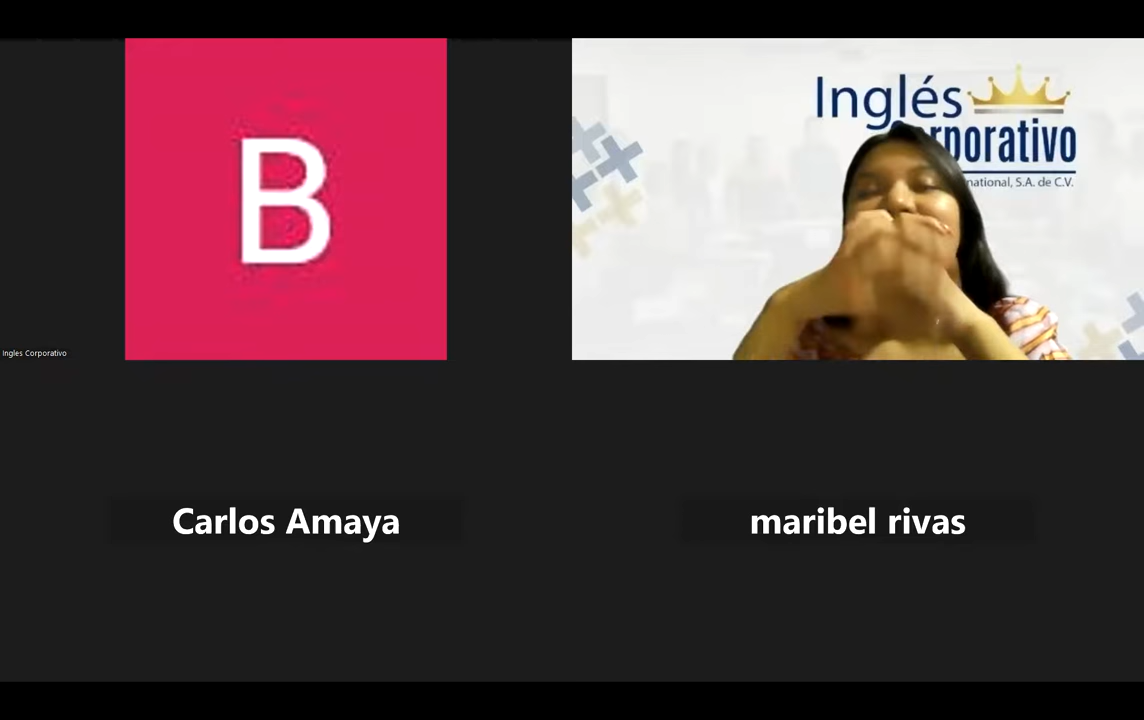 B
Inglés
rporativo
national, S.A. de C.V.
Ingles Corporativo
Carlos Amaya
maribel rivas